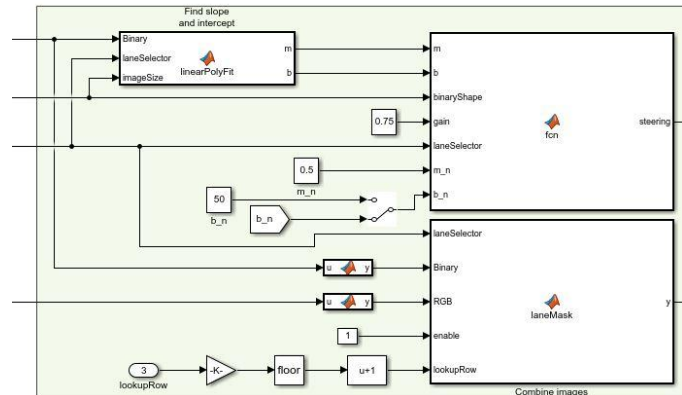 Find slope
and intercept
Binary
laneSelector
imageSize
linearPolyFit
m
b
m
b
binaryShape
gain
laneSelector
m_n
b_n
fcn
steering
0.75
0.5
m_n
50
b_n
b_n
laneSelector
Binary
RGB
enable
lookupRow
laneMask
y
u y
u y
1
3
lookupRow
-K-
floor
u+1
Combine images